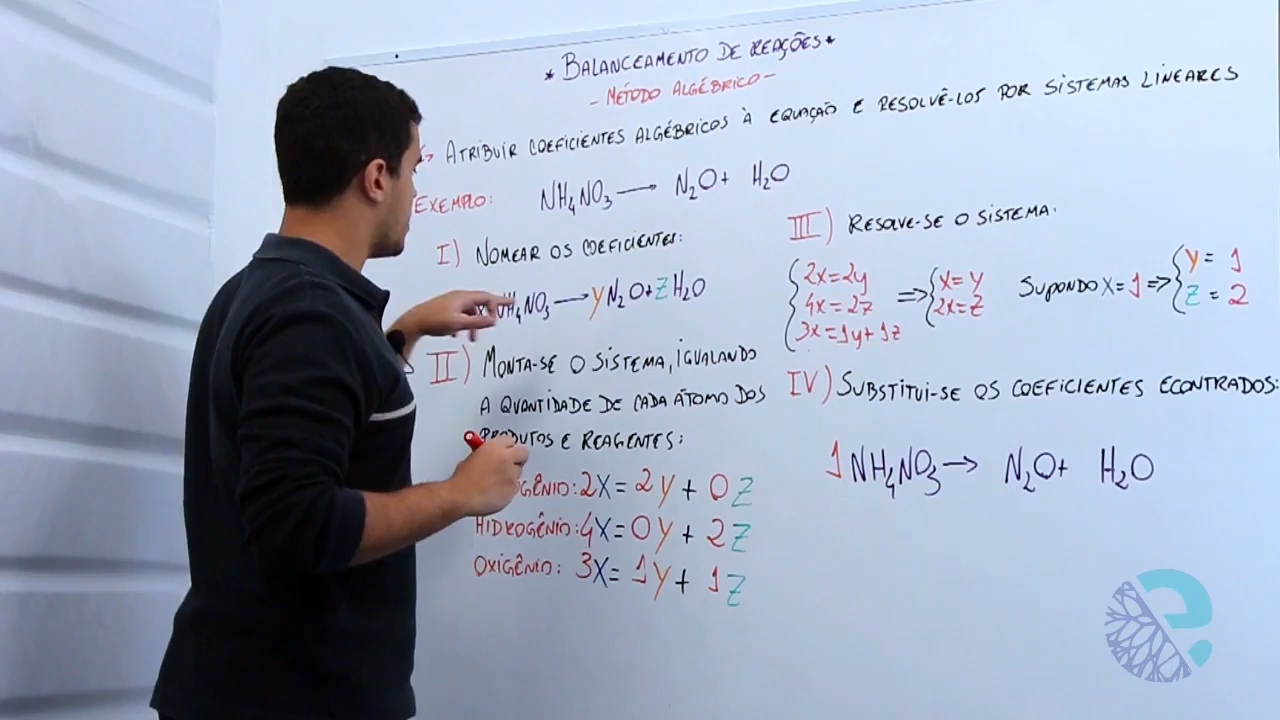 * BALANCEAMENTO DE REAÇÕES *
- MÉTODO ALGÉBRICO -
ATRIBUIR COEFICIENTES ALGÉBRICOS À EQUAÇÃO E RESOLVÊ-LOS POR SISTEMAS LINEARES
EXEMPLO: NH₄NO₃ → N₂O + H₂O
I) NOMEAR OS COEFICIENTES:
NH₄NO₃ → YN₂O + ZH₂O
II) MONTA-SE O SISTEMA, IGUALANDO
A QUANTIDADE DE CADA ÁTOMO DOS
PRODUTOS E REAGENTES:
GÊNIO: 2X = 2Y + 0Z
HIDROGÊNIO: 4X = 0Y + 2Z
OXIGÊNIO: 3X = 1Y + 1Z
III) RESOLVE-SE O SISTEMA.
{ 2X = 2Y
4X = 2Z
3X = 1Y + 1Z
=> { X = Y
2X = Z
SUPONDO X = 1 => { Y = 1
Z = 2
IV) SUBSTITUI-SE OS COEFICIENTES ECONTRADOS:
1NH₄NO₃ → N₂O + H₂O